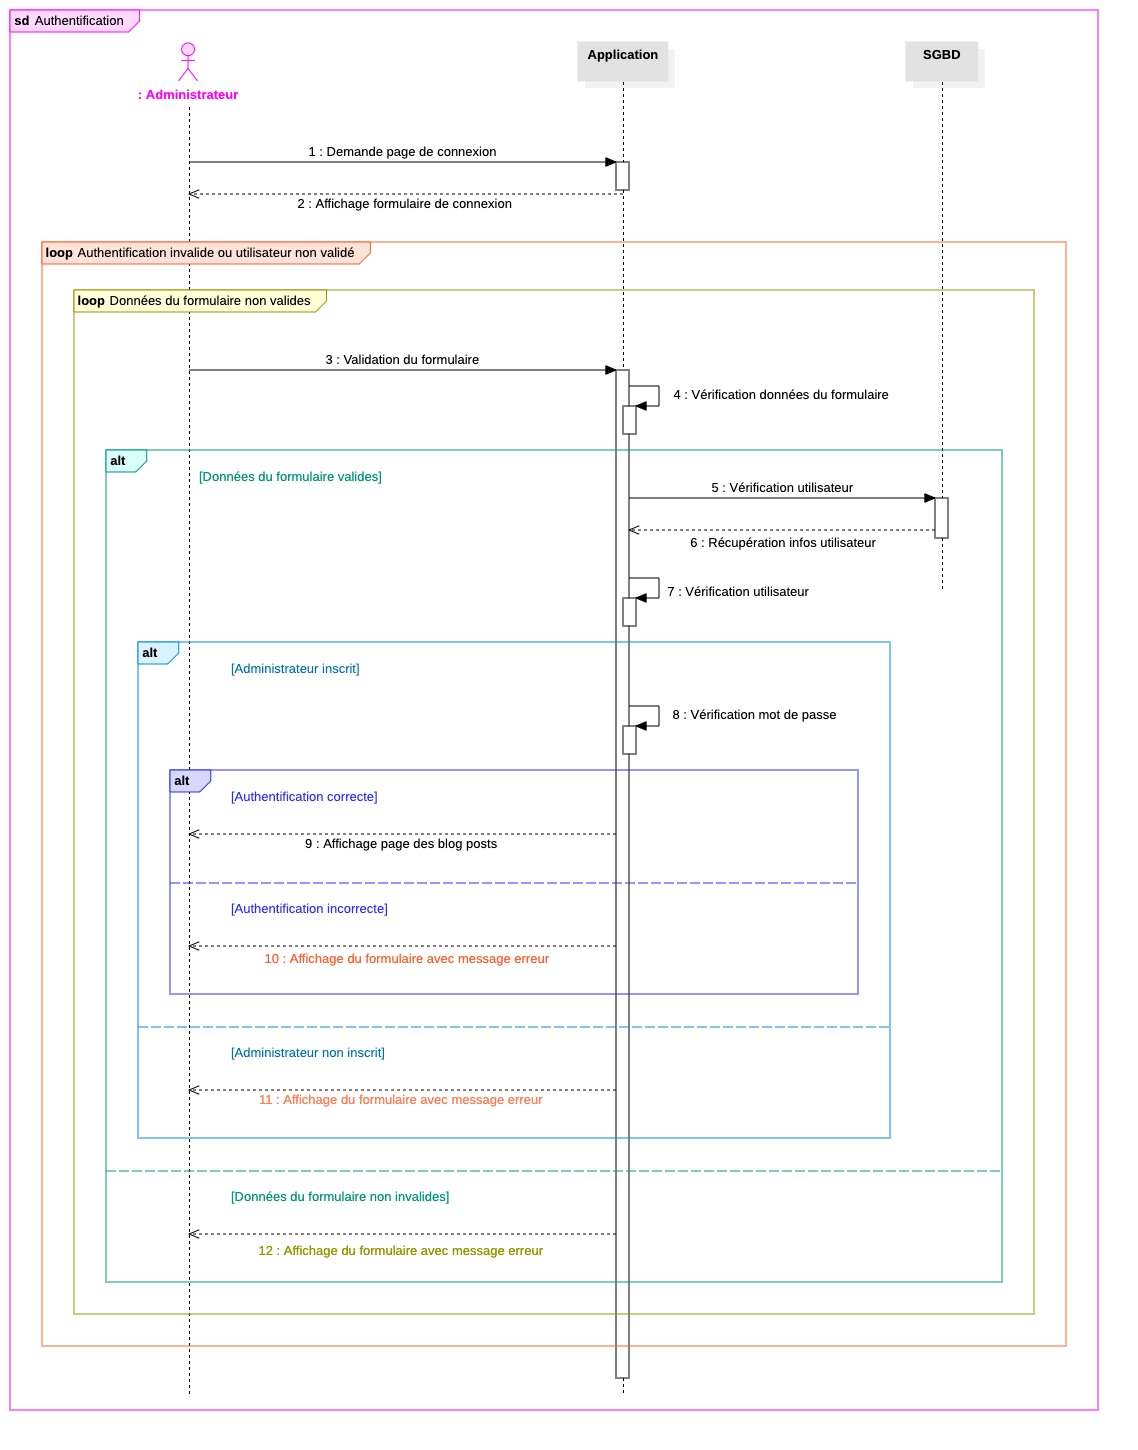 sd Authentification
Application
SGBD
: Administrateur
1 : Demande page de connexion
2 : Affichage formulaire de connexion
loop Authentification invalide ou utilisateur non validé
loop Données du formulaire non valides
3 : Validation du formulaire
4 : Vérification données du formulaire
alt
[Données du formulaire valides]
5 : Vérification utilisateur
6 : Récupération infos utilisateur
7 : Vérification utilisateur
alt
[Administrateur inscrit]
8 : Vérification mot de passe
alt
[Authentification correcte]
9 : Affichage page des blog posts
[Authentification incorrecte]
10 : Affichage du formulaire avec message erreur
[Administrateur non inscrit]
11 : Affichage du formulaire avec message erreur
[Données du formulaire non invalides]
12 : Affichage du formulaire avec message erreur